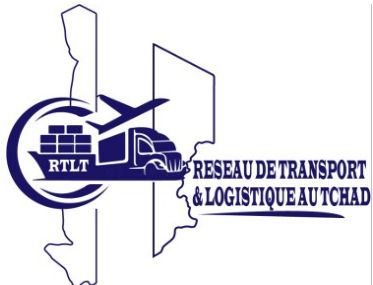 RTLT
RESEAU DE TRANSPORT
& LOGISTIQUE AU TCHAD